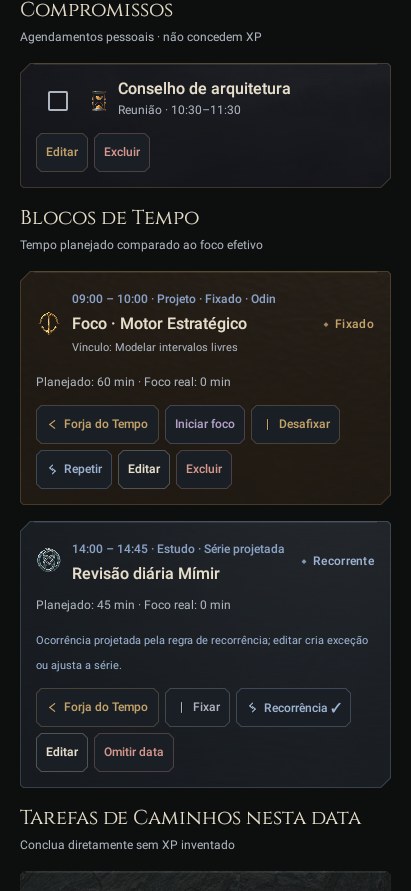 Compromissos
Agendamentos pessoais · não concedem XP
Conselho de arquitetura
Reunião · 10:30–11:30
Editar
Excluir
Blocos de Tempo
Tempo planejado comparado ao foco efetivo
09:00 – 10:00 · Projeto · Fixado · Odin
Foco · Motor Estratégico
Fixado
Vínculo: Modelar intervalos livres
Planejado: 60 min · Foco real: 0 min
Forja do Tempo
Iniciar foco
Desafixar
Repetir
Editar
Excluir
14:00 – 14:45 · Estudo · Série projetada
Recorrente
Revisão diária Mímir
Planejado: 45 min · Foco real: 0 min
Ocorrência projetada pela regra de recorrência; editar cria exceção
ou ajusta a série.
Forja do Tempo
Fixar
Recorrência ✓
Editar
Omitir data
Tarefas de Caminhos nesta data
Conclua diretamente sem XP inventado